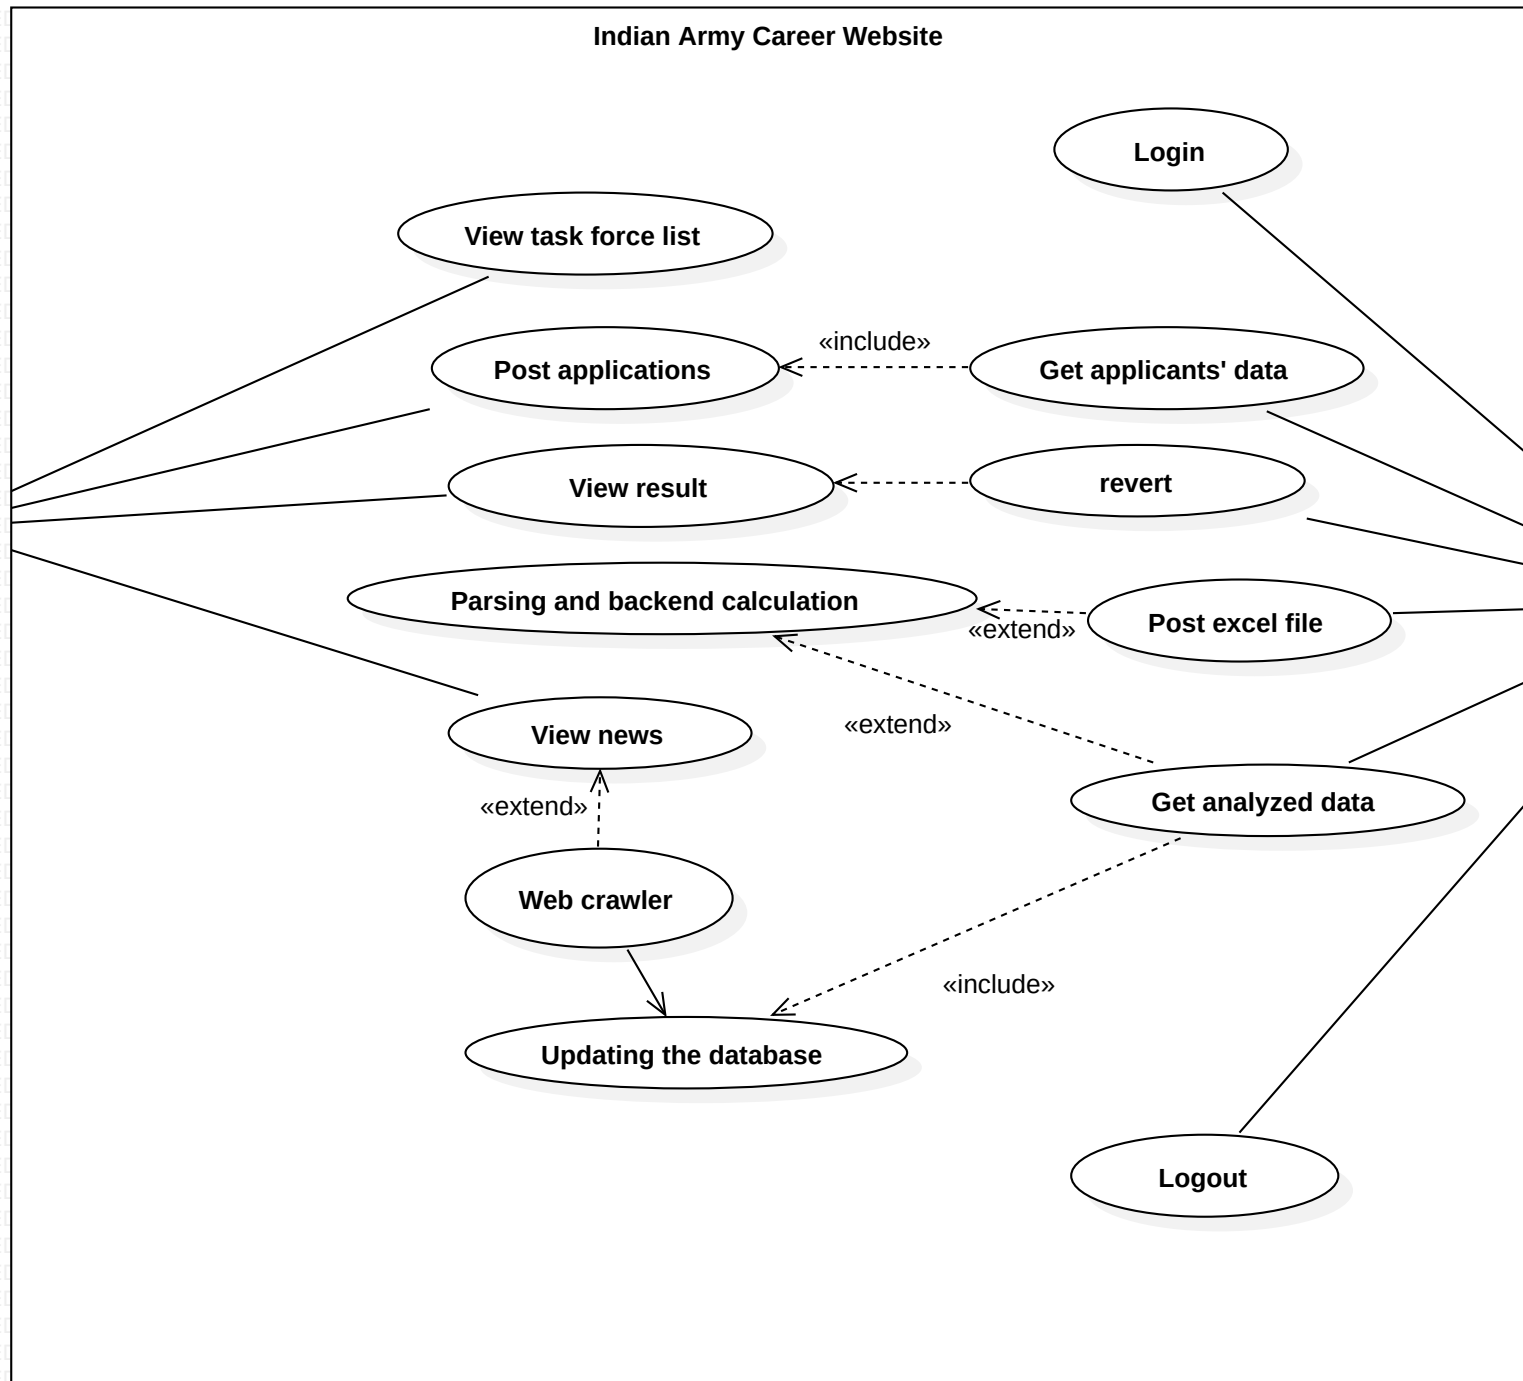 Indian Army Career Website
Login
View task force list
«include»
Post applications
Get applicants' data
View result
revert
Parsing and backend calculation
Post excel file
«extend»
«extend»
View news
Get analyzed data
«extend»
Web crawler
«include»
Updating the database
Logout